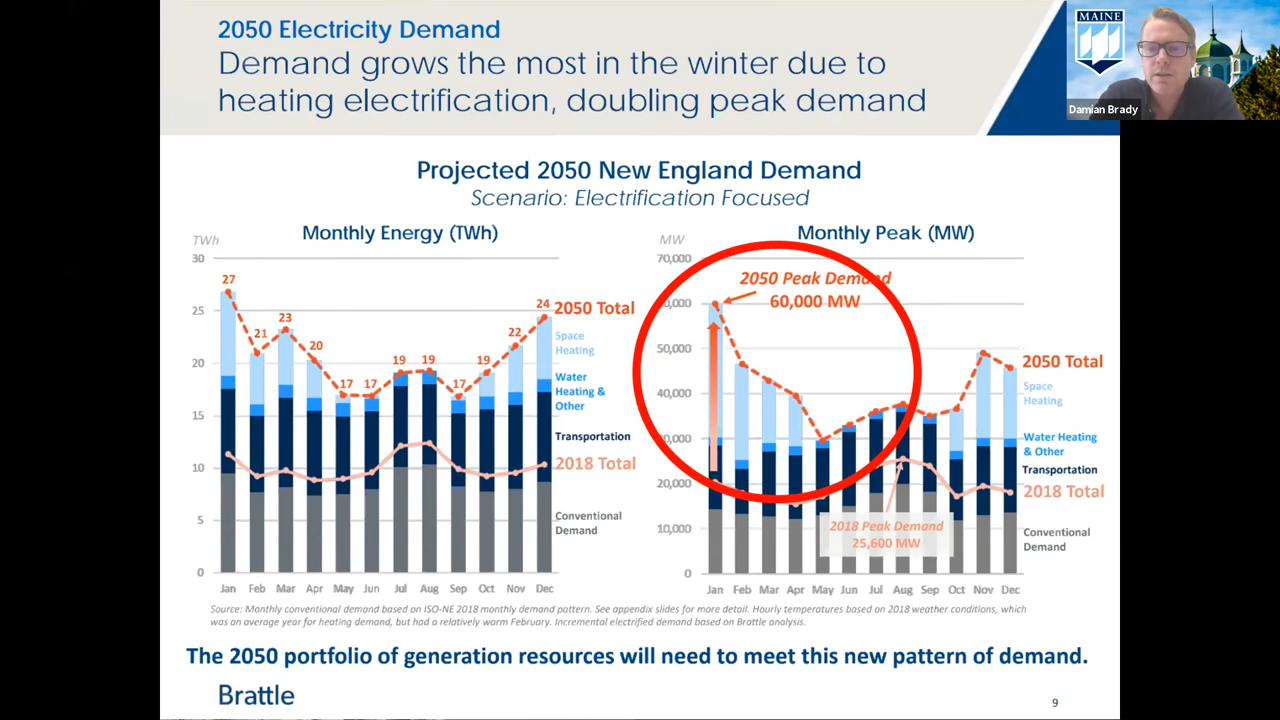 2050 Electricity Demand
Demand grows the most in the winter due to
heating electrification, doubling peak demand
MAINE
Damian Brady
Projected 2050 New England Demand
Scenario: Electrification Focused
Monthly Energy (TWh)
TWh
30
25
20
15
10
5
0
27
21
23
20
17
17
19
19
17
19
22
24
2050 Total
Space
Heating
Water
Heating &
Other
Transportation
2018 Total
Conventional
Demand
Jan Feb Mar Apr May Jun Jul Aug Sep Oct Nov Dec
Monthly Peak (MW)
MW
70,000
50,000
40,000
20,000
10,000
0
2050 Peak Demand
60,000 MW
2050 Total
Space
Heating
Water Heating
& Other
Transportation
2018 Total
2018 Peak Demand
25,600 MW
Conventional
Demand
Jan Feb Mar Apr May Jun Jul Aug Sep Oct Nov Dec
Source: Monthly conventional demand based on ISO-NE 2018 monthly demand pattern. See appendix slides for more detail. Hourly temperatures based on 2018 weather conditions, which
was an average year for heating demand, but had a relatively warm February. Incremental electrified demand based on Brattle analysis.
The 2050 portfolio of generation resources will need to meet this new pattern of demand.
Brattle
9